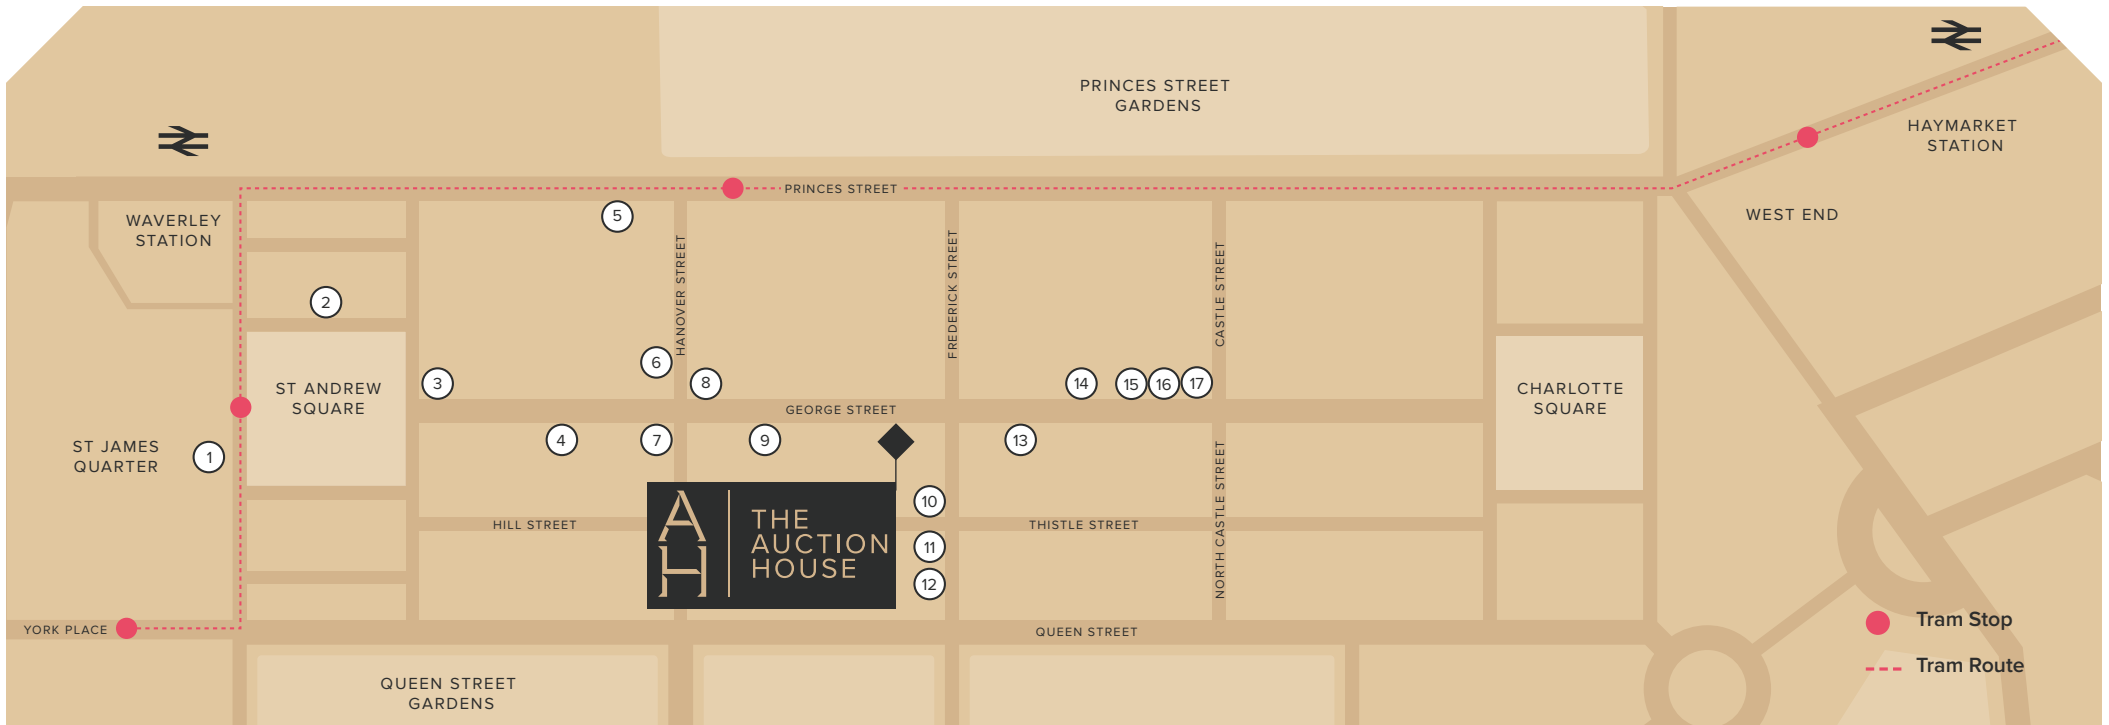 PRINCES STREET
GARDENS
HAYMARKET
STATION
PRINCES STREET
WAVERLEY
STATION
WEST END
5
2
HANOVER STREET
FREDERICK STREET
CASTLE STREET
6
3
8
14
15
16
17
ST ANDREW
SQUARE
CHARLOTTE
SQUARE
GEORGE STREET
4
7
9
13
ST JAMES
QUARTER
1
NORTH CASTLE STREET
10
HILL STREET
AH
THE
AUCTION
HOUSE
THISTLE STREET
11
12
YORK PLACE
QUEEN STREET
Tram Stop
Tram Route
QUEEN STREET
GARDENS